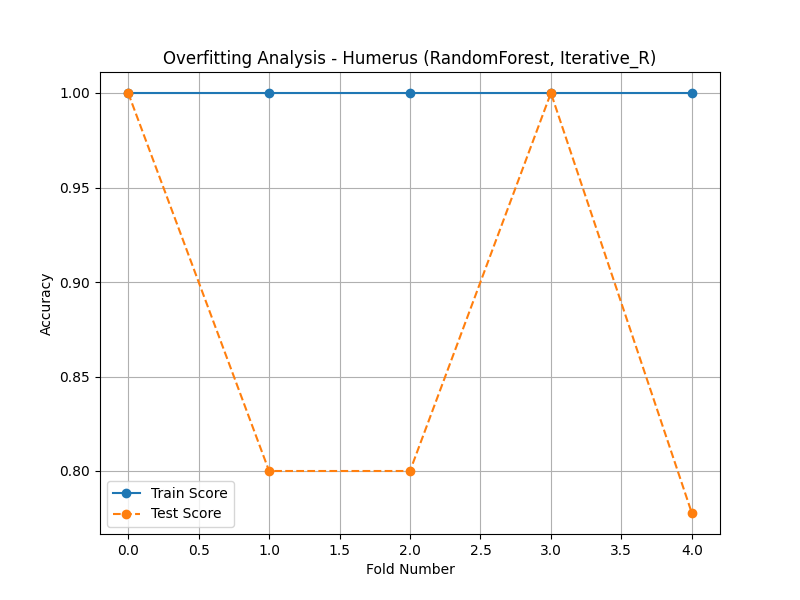 Overfitting Analysis - Humerus (RandomForest, Iterative_R)
1.00
0.95
0.90
0.85
0.80
Accuracy
Train Score
Test Score
0.0 0.5 1.0 1.5 2.0 2.5 3.0 3.5 4.0
Fold Number